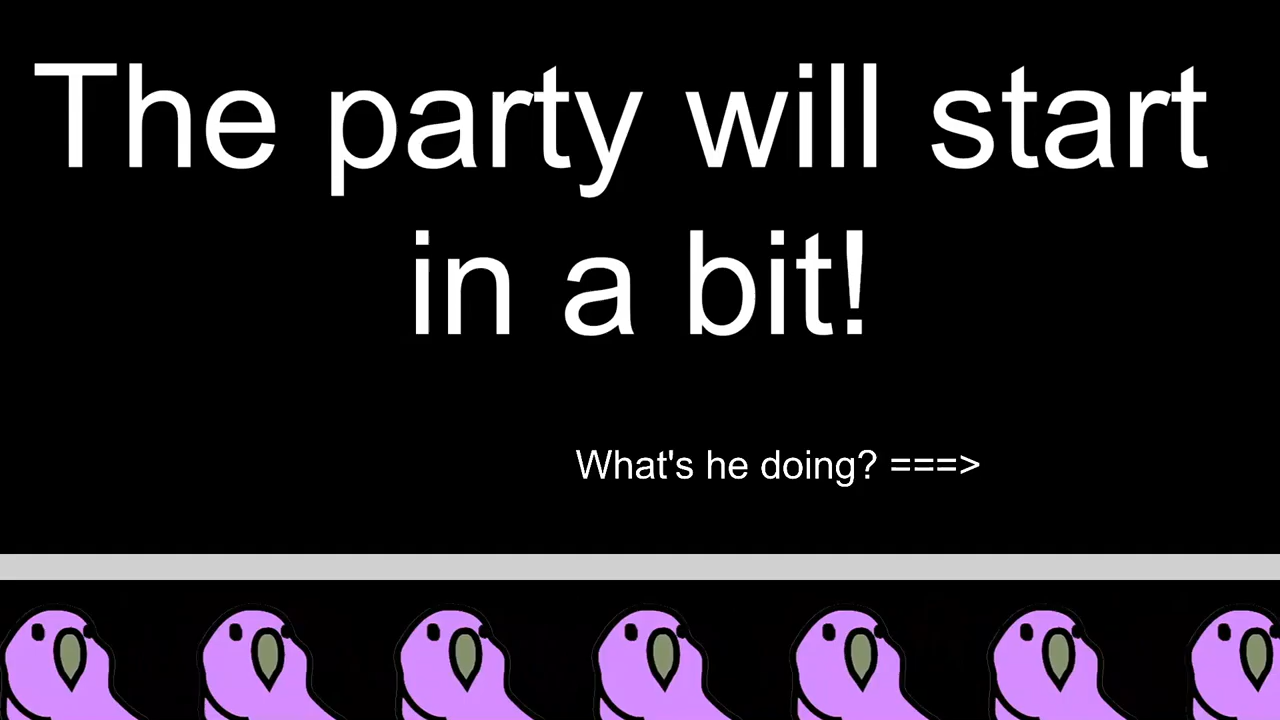 The party will start
in a bit!
What's he doing? ===>